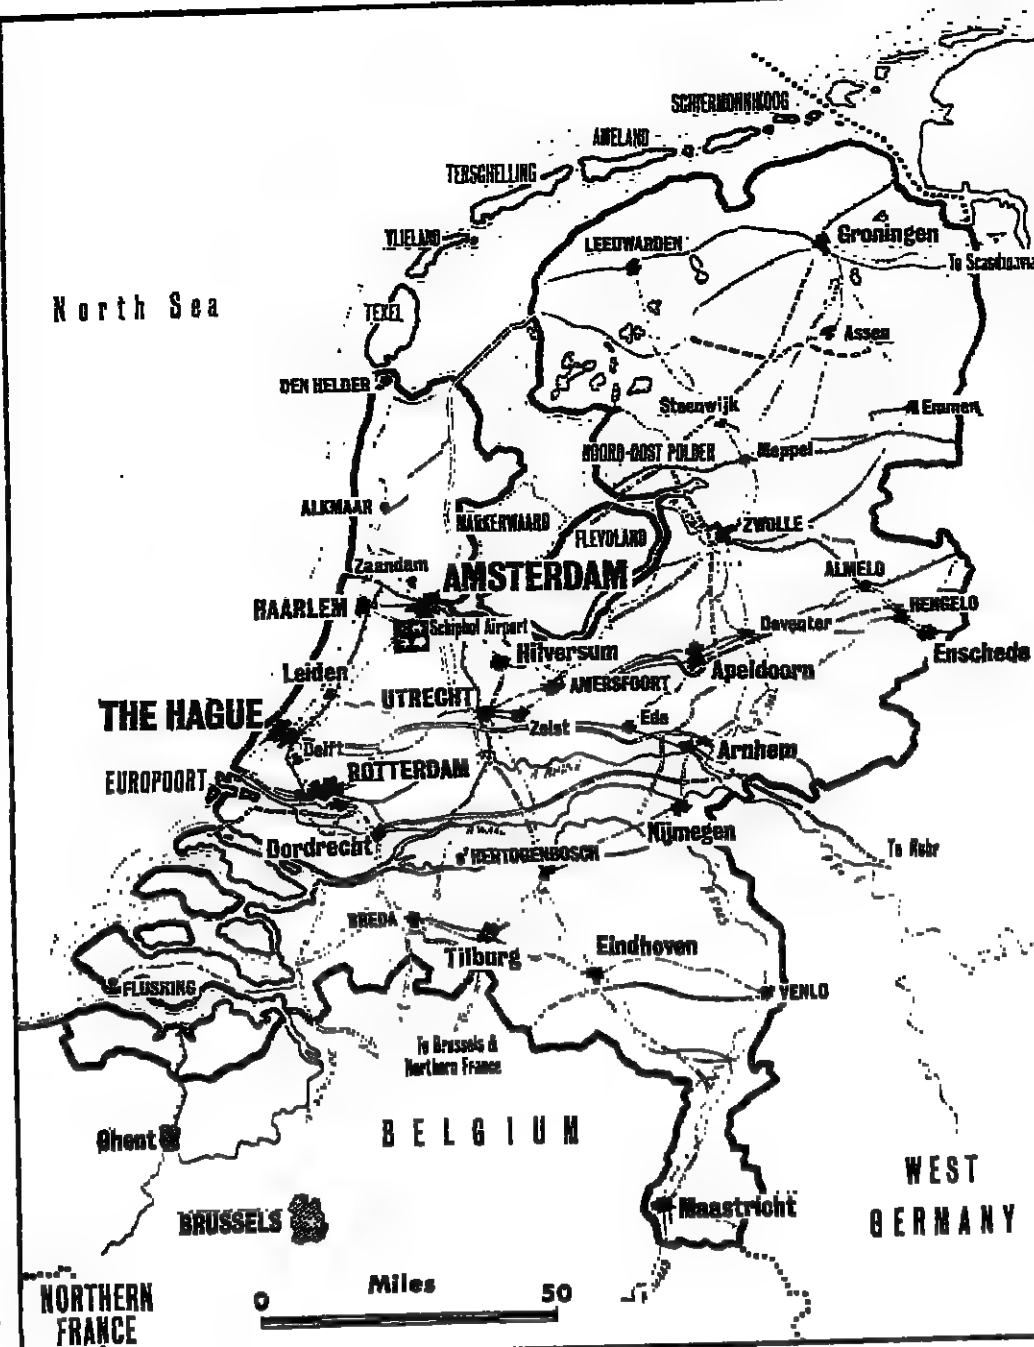 SCHIERMONNIKOOG
AMELAND
TERSCHELLING
VLIELAND
LEEUWARDEN
Groningen
To Scandinavia
North Sea
TEXEL
Assen
DEN HELDER
Steenwijk
Emmen
NOORD-OOST POLDER
Meppel
ALKMAAR
MARKERWAARD
FLEVOLAND
ZWOLLE
Zaandam
AMSTERDAM
ALMELO
HAARLEM
HENGELO
Schiphol Airport
Deventer
Hilversum
Enschede
Leiden
AMERSFOORT
Apeldoorn
UTRECHT
THE HAGUE
Zeist
Ede
Delft
Arnhem
EUROPOORT
ROTTERDAM
Nijmegen
Dordrecht
s'HERTOGENBOSCH
To Ruhr
BREDA
Tilburg
Eindhoven
FLUSHING
VENLO
To Brussels &
Northern France
BELGIUM
Ghent
WEST
GERMANY
BRUSSELS
Maastricht
NORTHERN
FRANCE
Miles
0 50